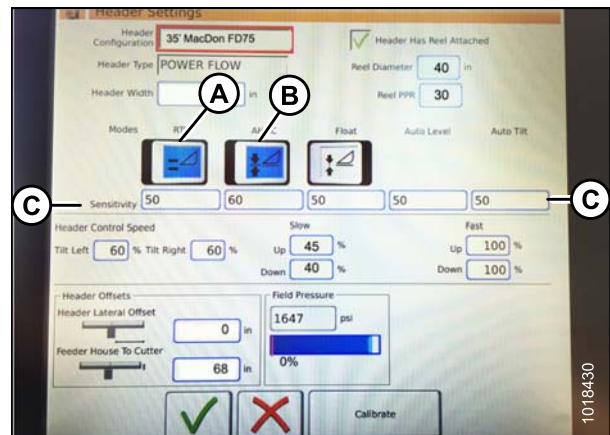 Header Settings
Header Configuration 35' MacDon FD75
Header Has Reel Attached
Header Type POWER FLOW
Reel Diameter 40 in
Header Width in
Reel PPR 30
A
B
Modes Float Auto Level Auto Tilt
C
Sensitivity 50 60 50 50 50
C
Header Control Speed
Slow
Fast
Tilt Left 60 % Tilt Right 60 %
Up 45 %
Up 100 %
Down 40 %
Down 100 %
Header Offsets
Header Lateral Offset
0 in
Feeder House To Cutter
68 in
Field Pressure
1647 psi
0%
Calibrate
1018430